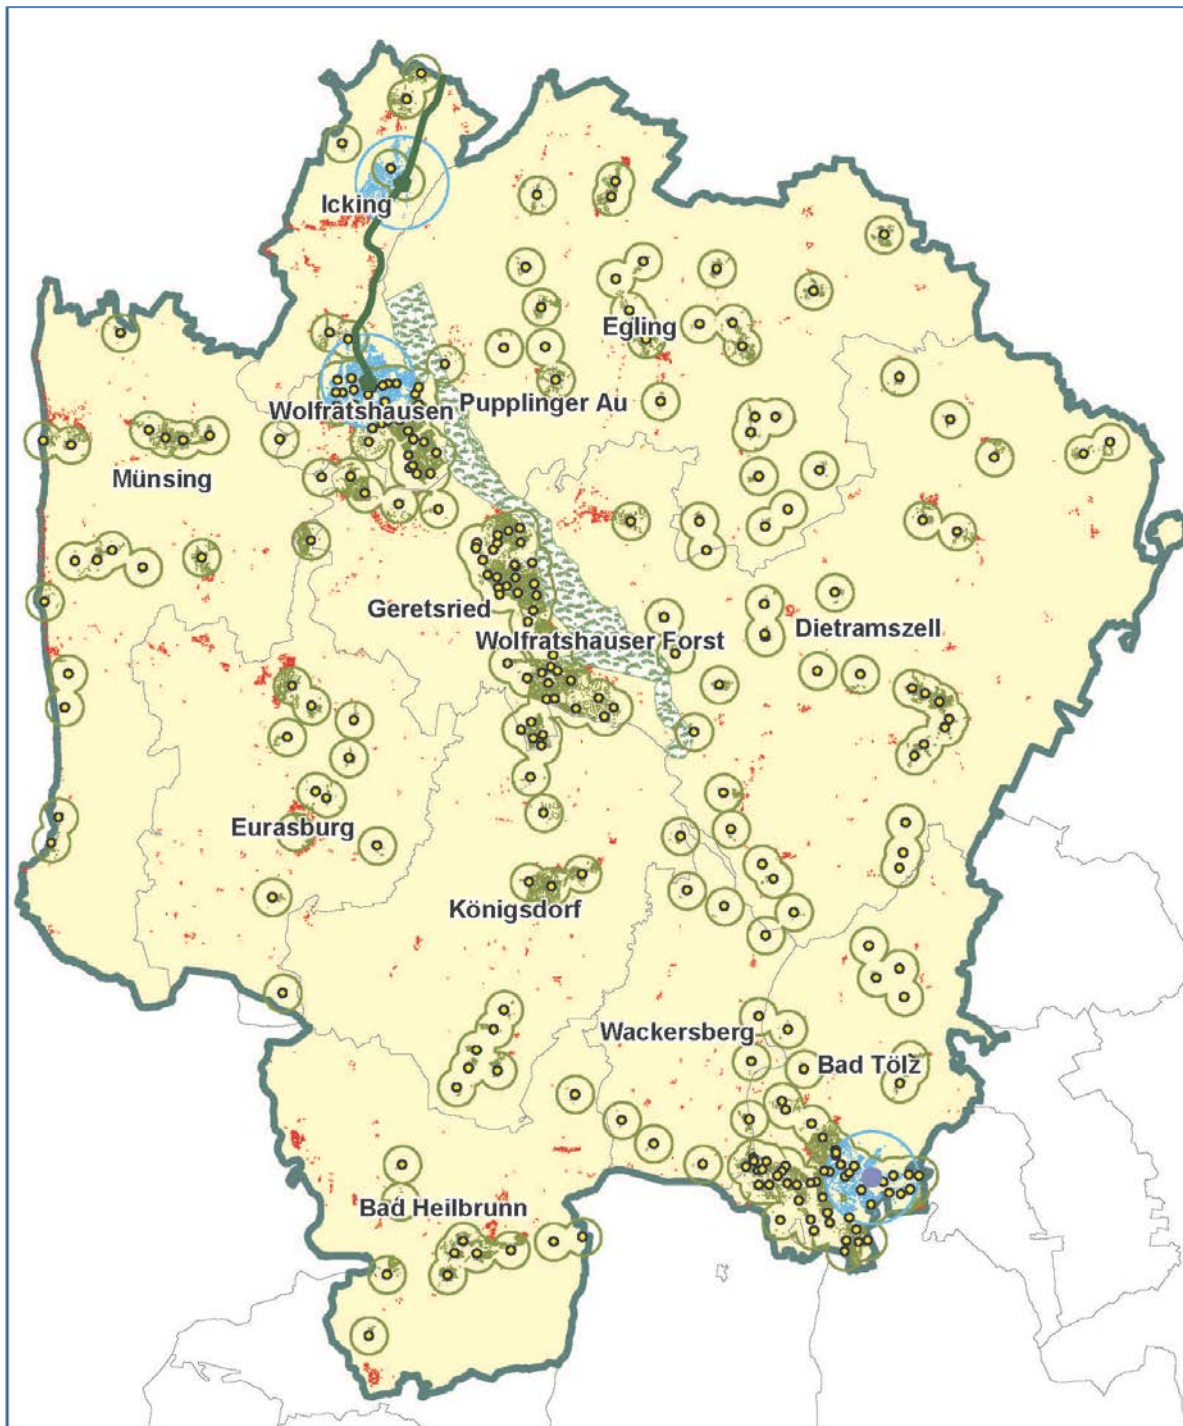 Icking
Egling
Wolfratshausen
Pupplinger Au
Münsing
Geretsried
Wolfratshauser Forst
Dietramszell
Eurasburg
Königsdorf
Wackersberg
Bad Tölz
Bad Heilbrunn